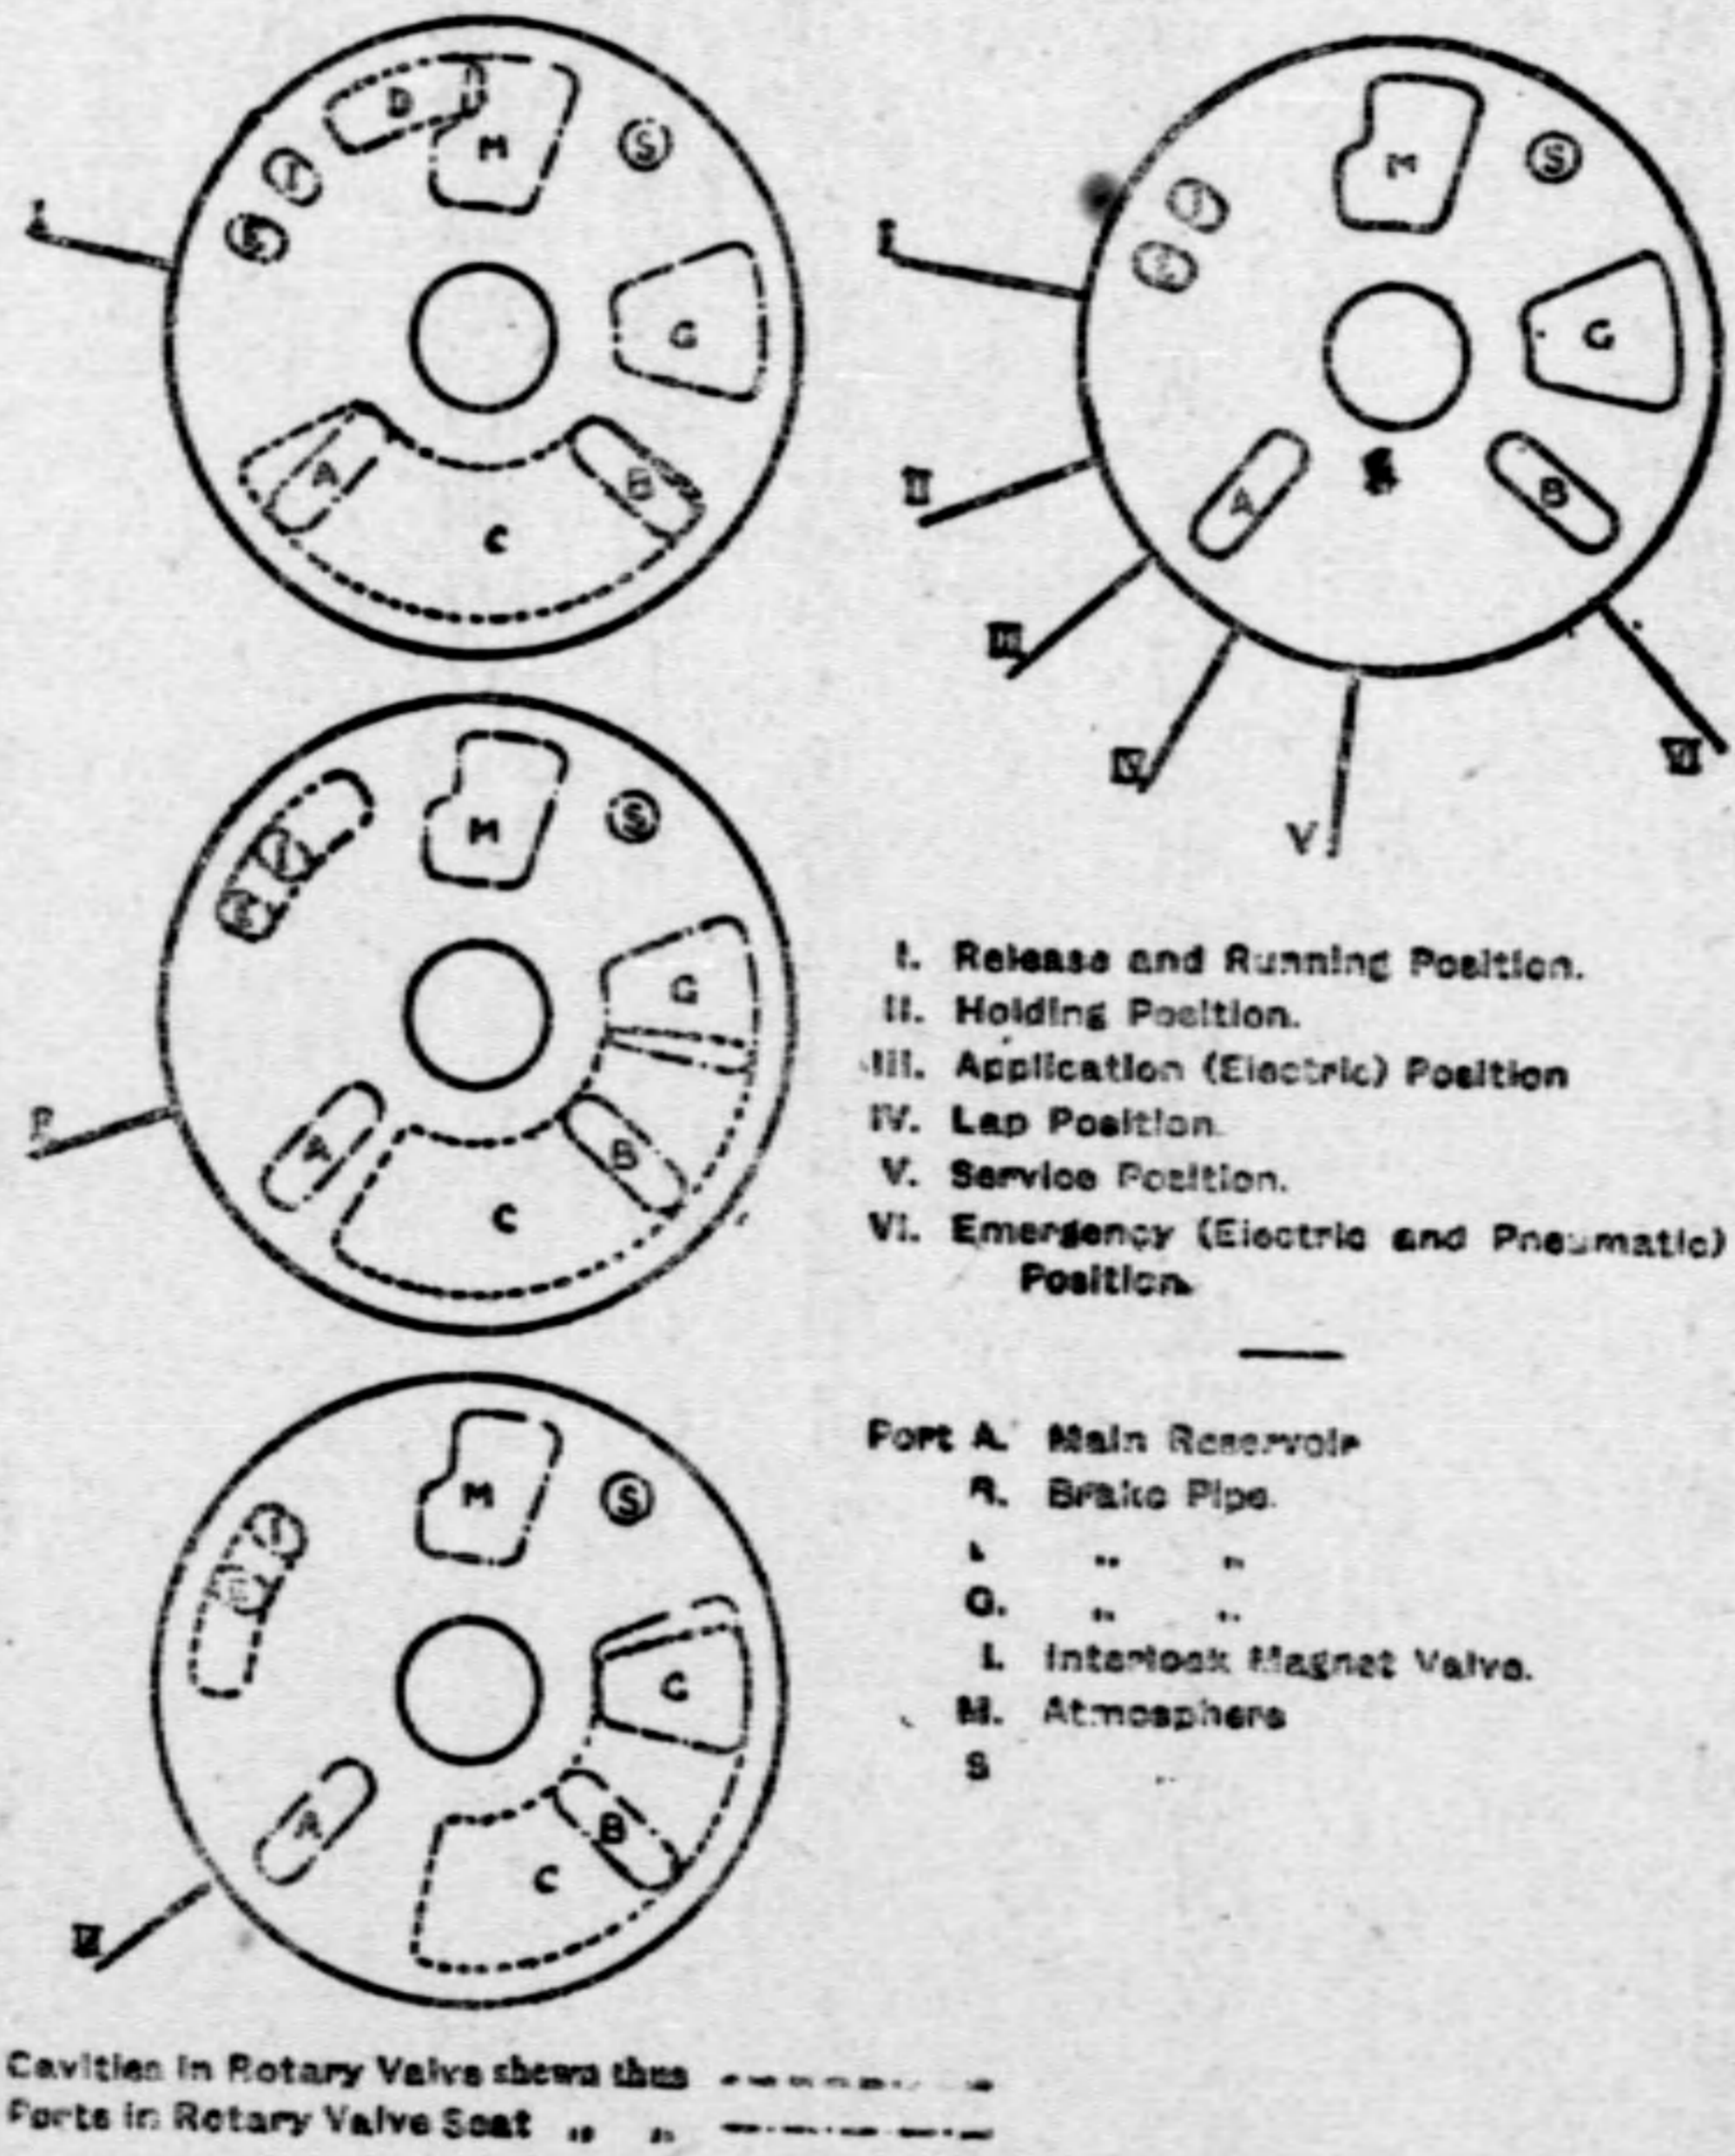 I
D
M
S
G
A
B
C
I
II
III
IV
V
VI
M
S
G
A
B
M
S
G
A
B
C
M
S
G
A
B
C
I. Release and Running Position.
II. Holding Position.
III. Application (Electric) Position
IV. Lap Position.
V. Service Position.
VI. Emergency (Electric and Pneumatic)
Position.
Port A. Main Reservoir
Brake Pipe.
„ „
G. „ „
I. Interlock Magnet Valve.
M. Atmosphere
S „
Cavities in Rotary Valve shewn thus
Ports in Rotary Valve Seat „ „